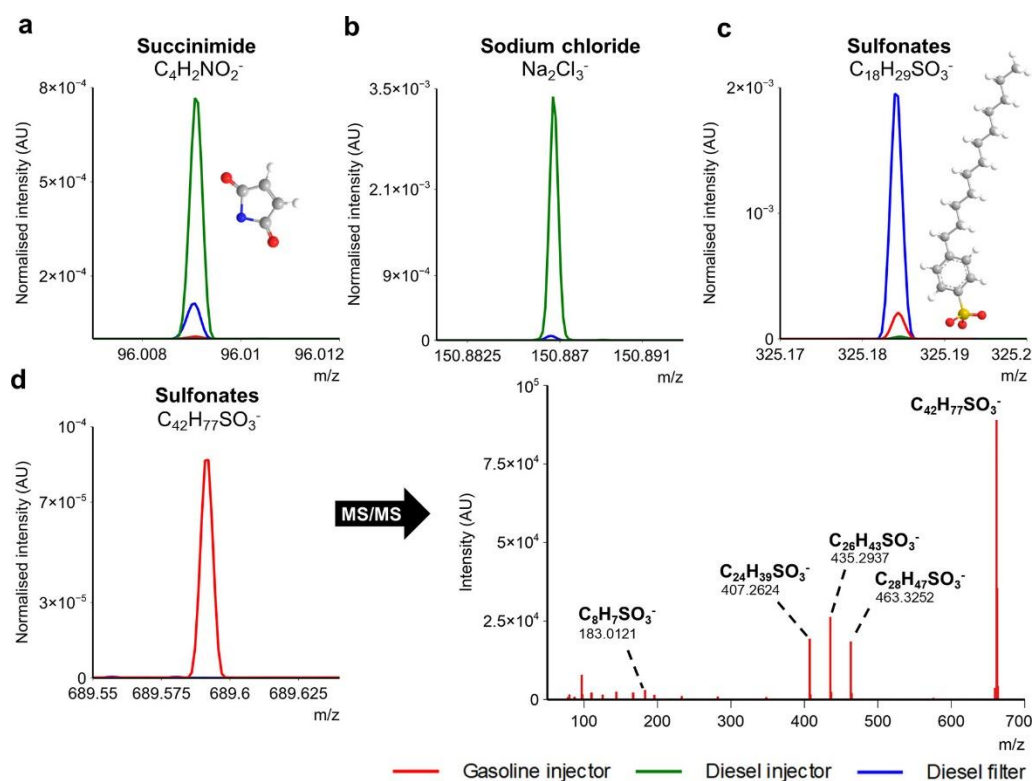 a
Succinimide
C₄H₂NO₂⁻
Normalised intensity (AU)
8×10⁻⁴
5×10⁻⁴
2×10⁻⁴
96.008 96.01 96.012
m/z
b
Sodium chloride
Na₂Cl₃⁻
Normalised intensity (AU)
3.5×10⁻³
2.1×10⁻³
9×10⁻⁴
0
150.8825 150.887 150.891
m/z
c
Sulfonates
C₁₈H₂₉SO₃⁻
Normalised intensity (AU)
2×10⁻³
10⁻³
0
325.17 325.18 325.19 325.2
m/z
d
Sulfonates
C₄₂H₇₇SO₃⁻
Normalised intensity (AU)
10⁻⁴
7×10⁻⁵
3×10⁻⁵
0
689.55 689.575 689.6 689.625
m/z
MS/MS
Intensity (AU)
10⁵
7.5×10⁴
5×10⁴
2.5×10⁴
0
C₄₂H₇₇SO₃⁻
C₂₆H₄₃SO₃⁻
435.2937
C₂₄H₃₉SO₃⁻
407.2624
C₂₈H₄₇SO₃⁻
463.3252
C₈H₇SO₃⁻
183.0121
100 200 300 400 500 600 700
m/z
Gasoline injector Diesel injector Diesel filter